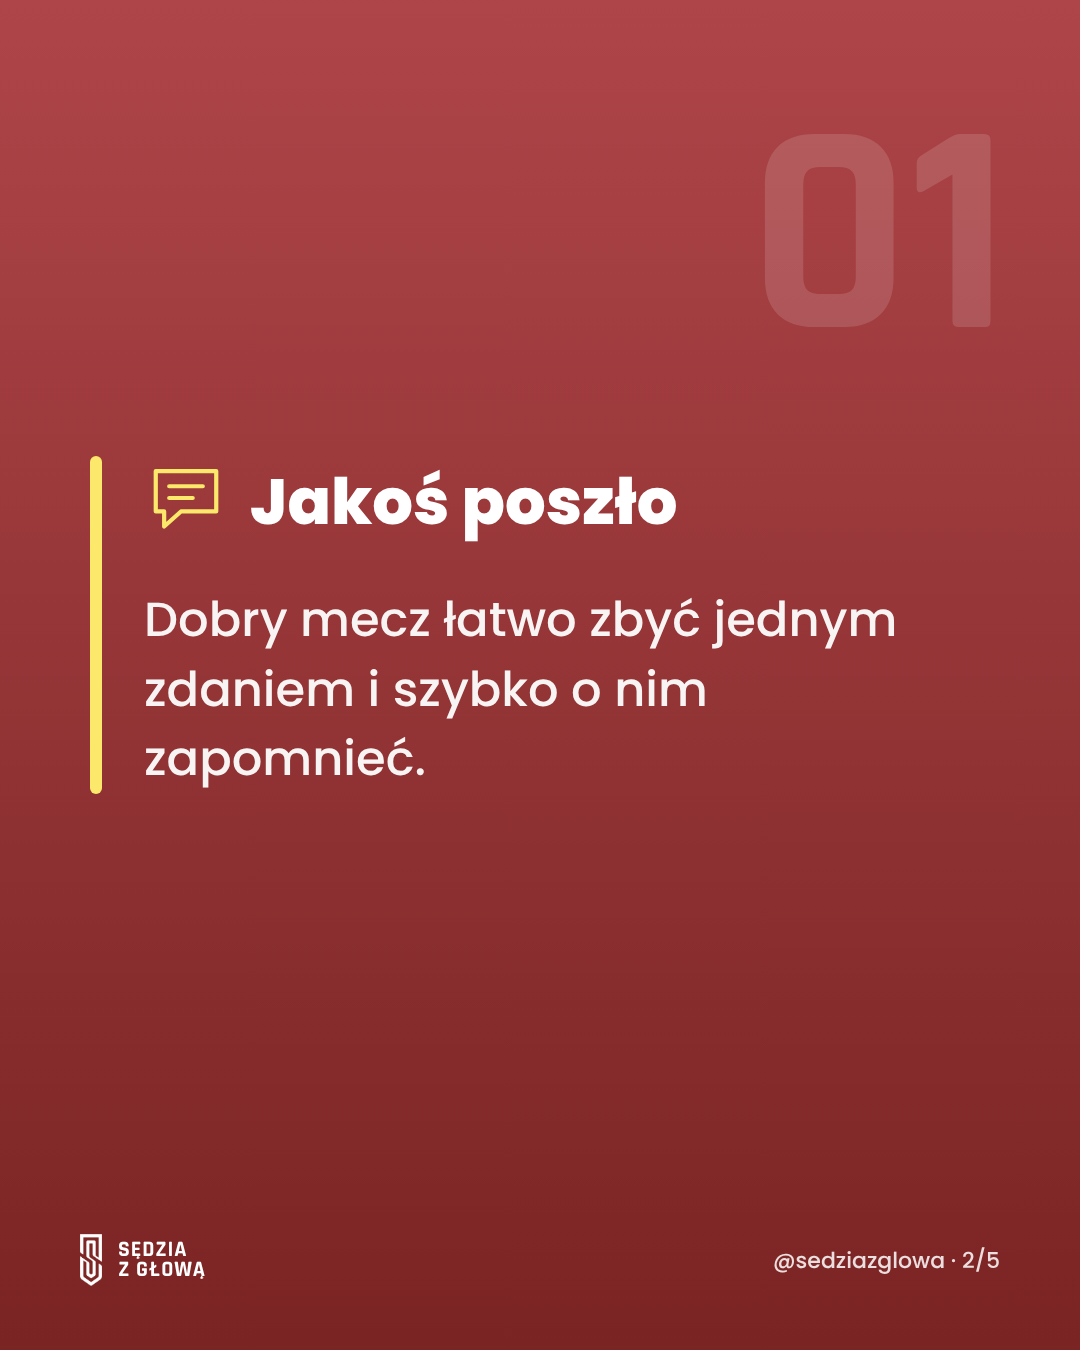 01
Jakoś poszło
Dobry mecz łatwo zbyć jednym
zdaniem i szybko o nim
zapomnieć.
SĘDZIA
Z GŁOWĄ
@sedziazglowa · 2/5